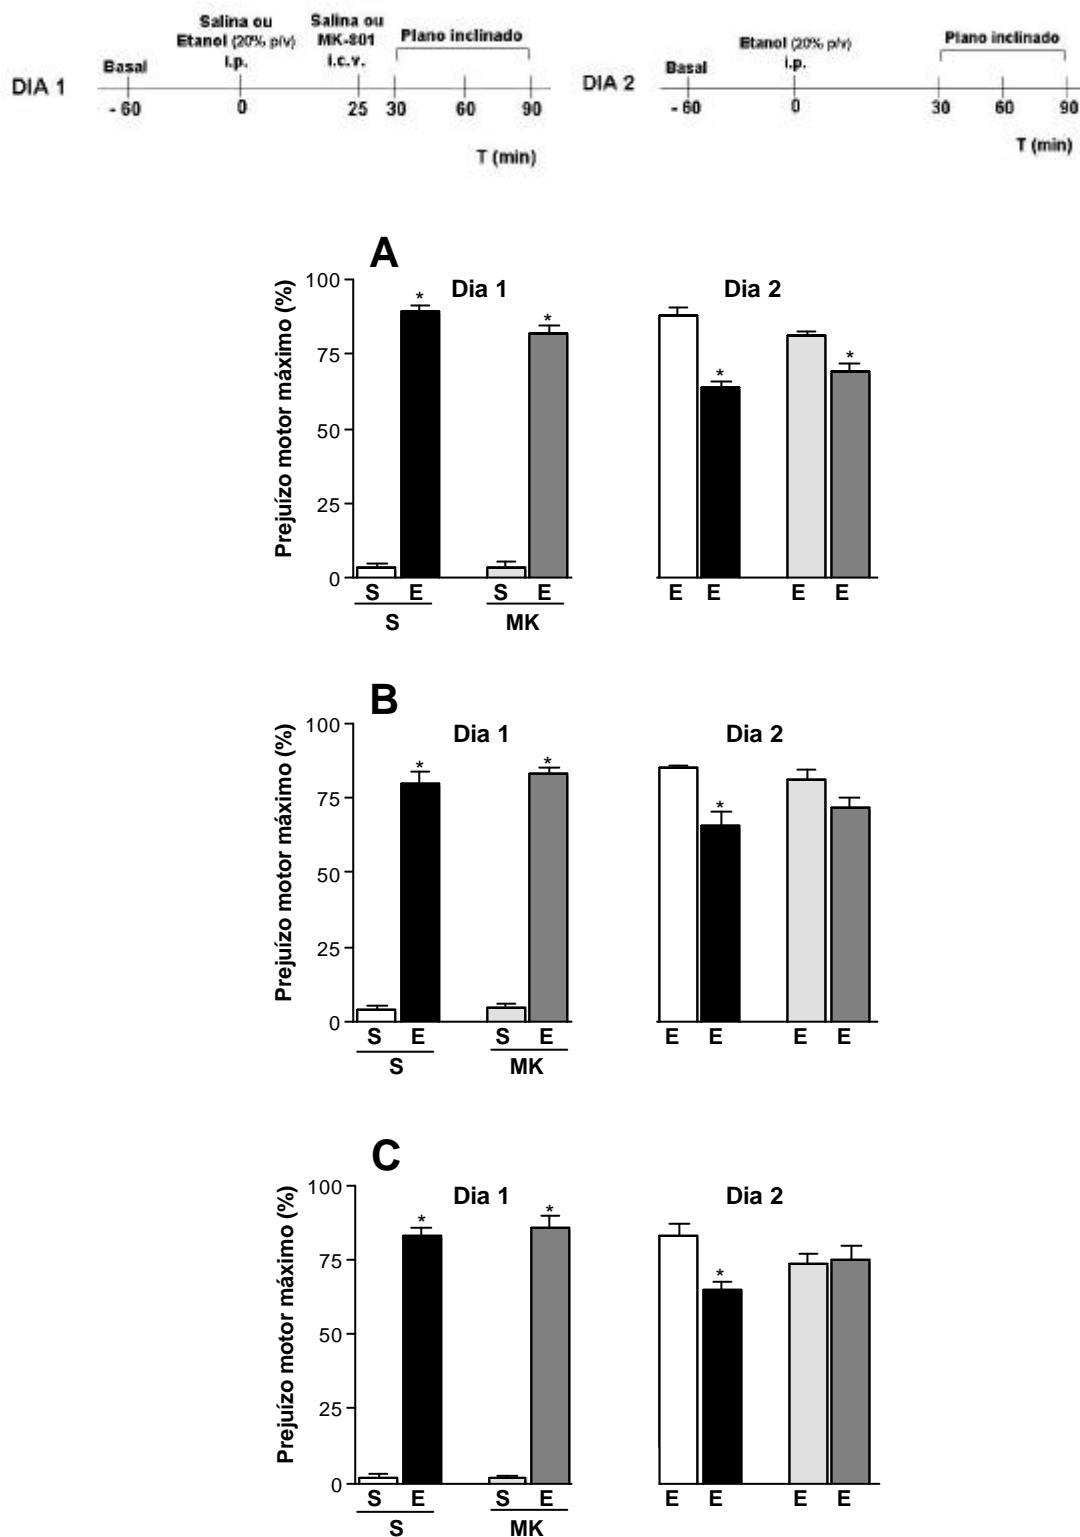 Salina ou
Etanol (20% p/v)
i.p.
Salina ou
MK-801
i.c.v.
Plano inclinado
Basal
DIA 1
- 60
0
25
30
60
90
T (min)
Etanol (20% p/v)
i.p.
Plano inclinado
Basal
DIA 2
- 60
0
30
60
90
T (min)
A
Prejuízo motor máximo (%)
100
75
50
25
0
Dia 1
Dia 2
* * * *
S E S E E E E E
S MK
B
Prejuízo motor máximo (%)
100
75
50
25
0
Dia 1
Dia 2
* * *
S E S E E E E E
S MK
C
Prejuízo motor máximo (%)
100
75
50
25
0
Dia 1
Dia 2
* * *
S E S E E E E E
S MK